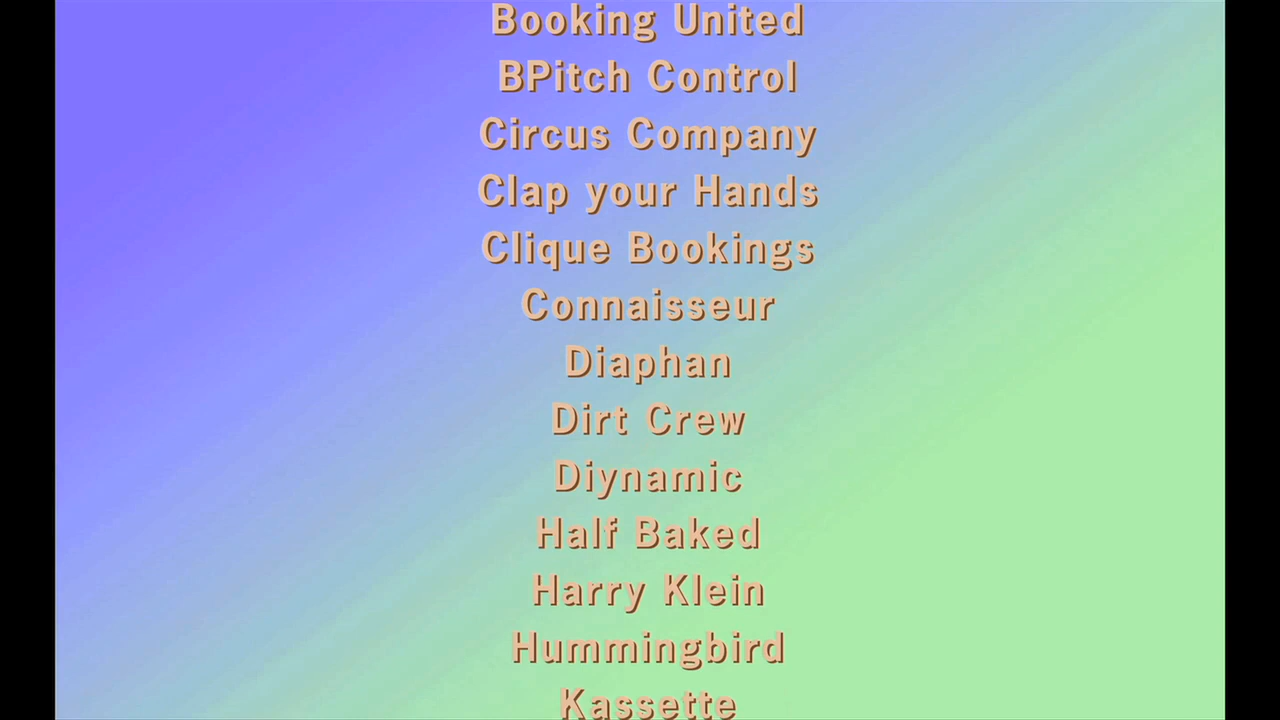 Booking United
BPitch Control
Circus Company
Clap your Hands
Clique Bookings
Connaisseur
Diaphan
Dirt Crew
Diynamic
Half Baked
Harry Klein
Hummingbird
Kassette